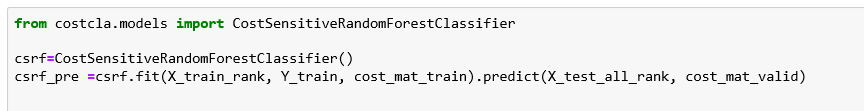 from costcla.models import CostSensitiveRandomForestClassifier
csrf=CostSensitiveRandomForestClassifier()
csrf_pre =csrf.fit(X_train_rank, Y_train, cost_mat_train).predict(X_test_all_rank, cost_mat_valid)